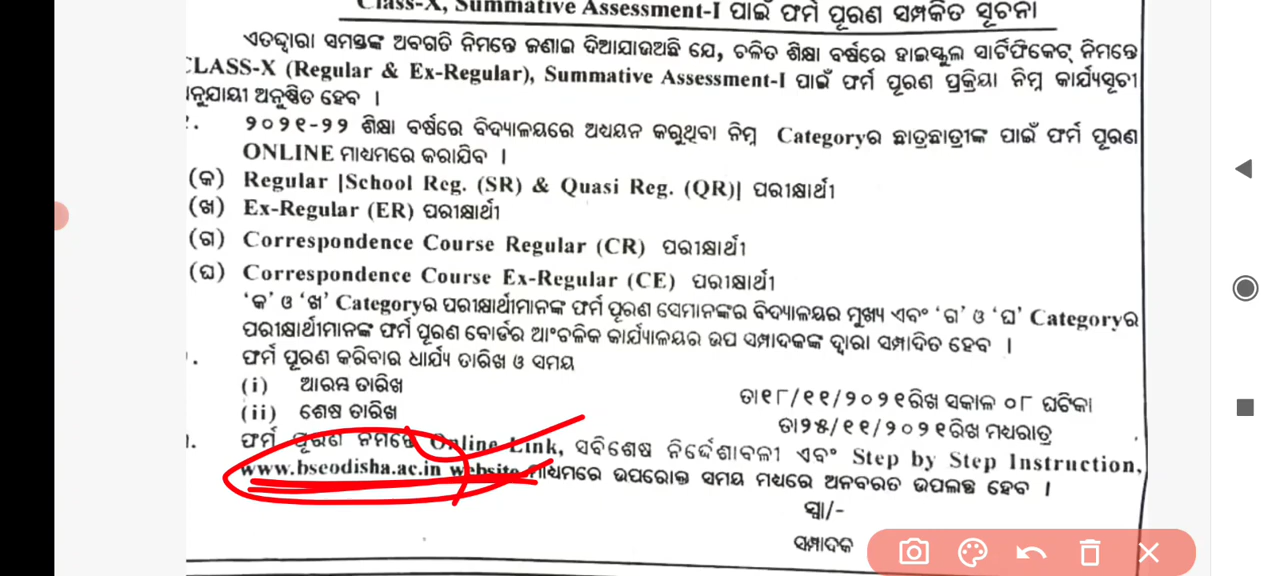 Class-X, Summative Assessment-I ପାଇଁ ଫର୍ମ ପୂରଣ ସମ୍ପର୍କିତ ସୂଚନା
ଏତଦ୍ୱାରା ସମସ୍ତଙ୍କ ଅବଗତି ନିମନ୍ତେ ଜଣାଇ ଦିଆଯାଉଅଛି ଯେ, ଚଳିତ ଶିକ୍ଷା ବର୍ଷରେ ହାଇସ୍କୁଲ ସାର୍ଟିଫିକେଟ୍ ନିମନ୍ତେ
CLASS-X (Regular & Ex-Regular), Summative Assessment-I ପାଇଁ ଫର୍ମ ପୂରଣ ପ୍ରକ୍ରିୟା ନିମ୍ନ କାର୍ଯ୍ୟସୂଚୀ
ଅନୁଯାୟୀ ଅନୁଷ୍ଠିତ ହେବ ।
୧. ୨୦୨୧-୨୨ ଶିକ୍ଷା ବର୍ଷରେ ବିଦ୍ୟାଳୟରେ ଅଧ୍ୟୟନ କରୁଥିବା ନିମ୍ନ Categoryର ଛାତ୍ରଛାତ୍ରୀଙ୍କ ପାଇଁ ଫର୍ମ ପୂରଣ
ONLINE ମାଧ୍ୟମରେ କରାଯିବ ।
(କ) Regular [School Reg. (SR) & Quasi Reg. (QR)] ପରୀକ୍ଷାର୍ଥୀ
(ଖ) Ex-Regular (ER) ପରୀକ୍ଷାର୍ଥୀ
(ଗ) Correspondence Course Regular (CR) ପରୀକ୍ଷାର୍ଥୀ
(ଘ) Correspondence Course Ex-Regular (CE) ପରୀକ୍ଷାର୍ଥୀ
‘କ’ ଓ ‘ଖ’ Categoryର ପରୀକ୍ଷାର୍ଥୀମାନଙ୍କ ଫର୍ମ ପୂରଣ ସେମାନଙ୍କର ବିଦ୍ୟାଳୟର ମୁଖ୍ୟ ଏବଂ ‘ଗ’ ଓ ‘ଘ’ Categoryର
ପରୀକ୍ଷାର୍ଥୀମାନଙ୍କ ଫର୍ମ ପୂରଣ ବୋର୍ଡର ଆଂଚଳିକ କାର୍ଯ୍ୟାଳୟର ଉପ ସମ୍ପାଦକଙ୍କ ଦ୍ୱାରା ସମ୍ପାଦିତ ହେବ ।
ଫର୍ମ ପୂରଣ କରିବାର ଧାର୍ଯ୍ୟ ତାରିଖ ଓ ସମୟ
(i) ଆରମ୍ଭ ତାରିଖ ତା୧୮/୧୧/୨୦୨୧ରିଖ ସକାଳ ୦୮ ଘଟିକା
(ii) ଶେଷ ତାରିଖ ତା୨୫/୧୧/୨୦୨୧ରିଖ ମଧ୍ୟରାତ୍ର
ଫର୍ମ ପୂରଣ ନିମନ୍ତେ Online Link, ସବିଶେଷ ନିର୍ଦ୍ଦେଶାବଳୀ ଏବଂ Step by Step Instruction,
www.bseodisha.ac.in website ମାଧ୍ୟମରେ ଉପରୋକ୍ତ ସମୟ ମଧ୍ୟରେ ଅନବରତ ଉପଲବ୍ଧ ହେବ ।
ସ୍ୱା/-
ସମ୍ପାଦକ